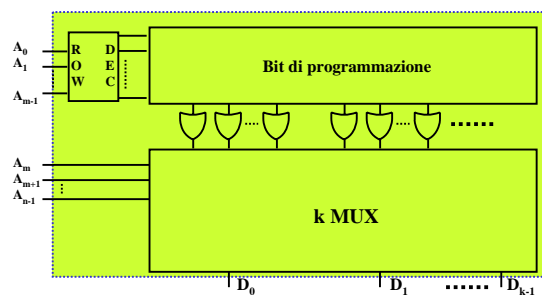 A0
A1
Am-1
R D
O E
W C
Bit di programmazione
Am
Am+1
An-1
k MUX
D0
D1
Dk-1